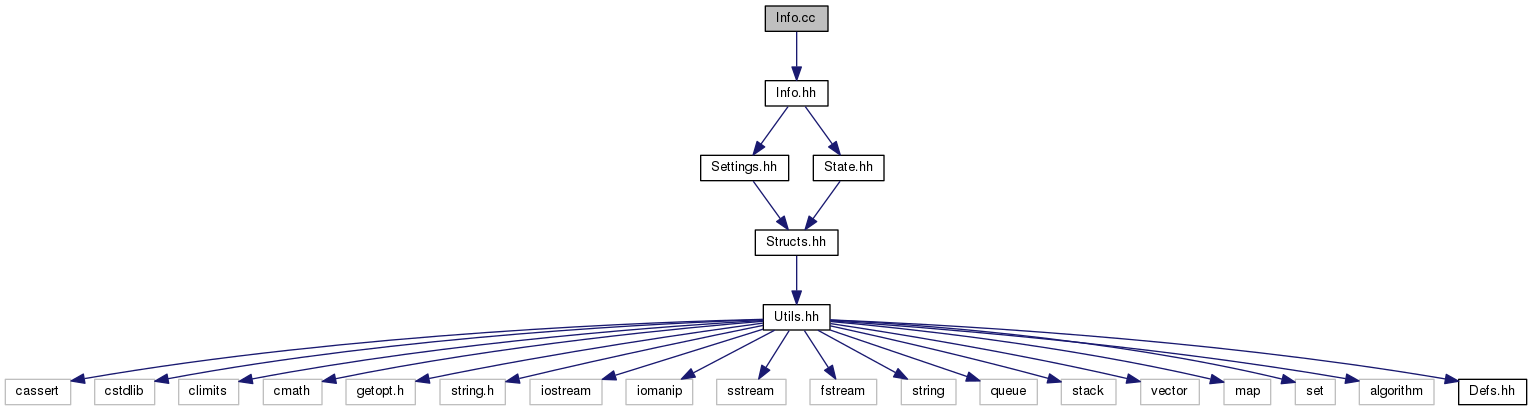 Info.cc
Info.hh
Settings.hh
State.hh
Structs.hh
Utils.hh
cassert
cstdlib
climits
cmath
getopt.h
string.h
iostream
iomanip
sstream
fstream
string
queue
stack
vector
map
set
algorithm
Defs.hh